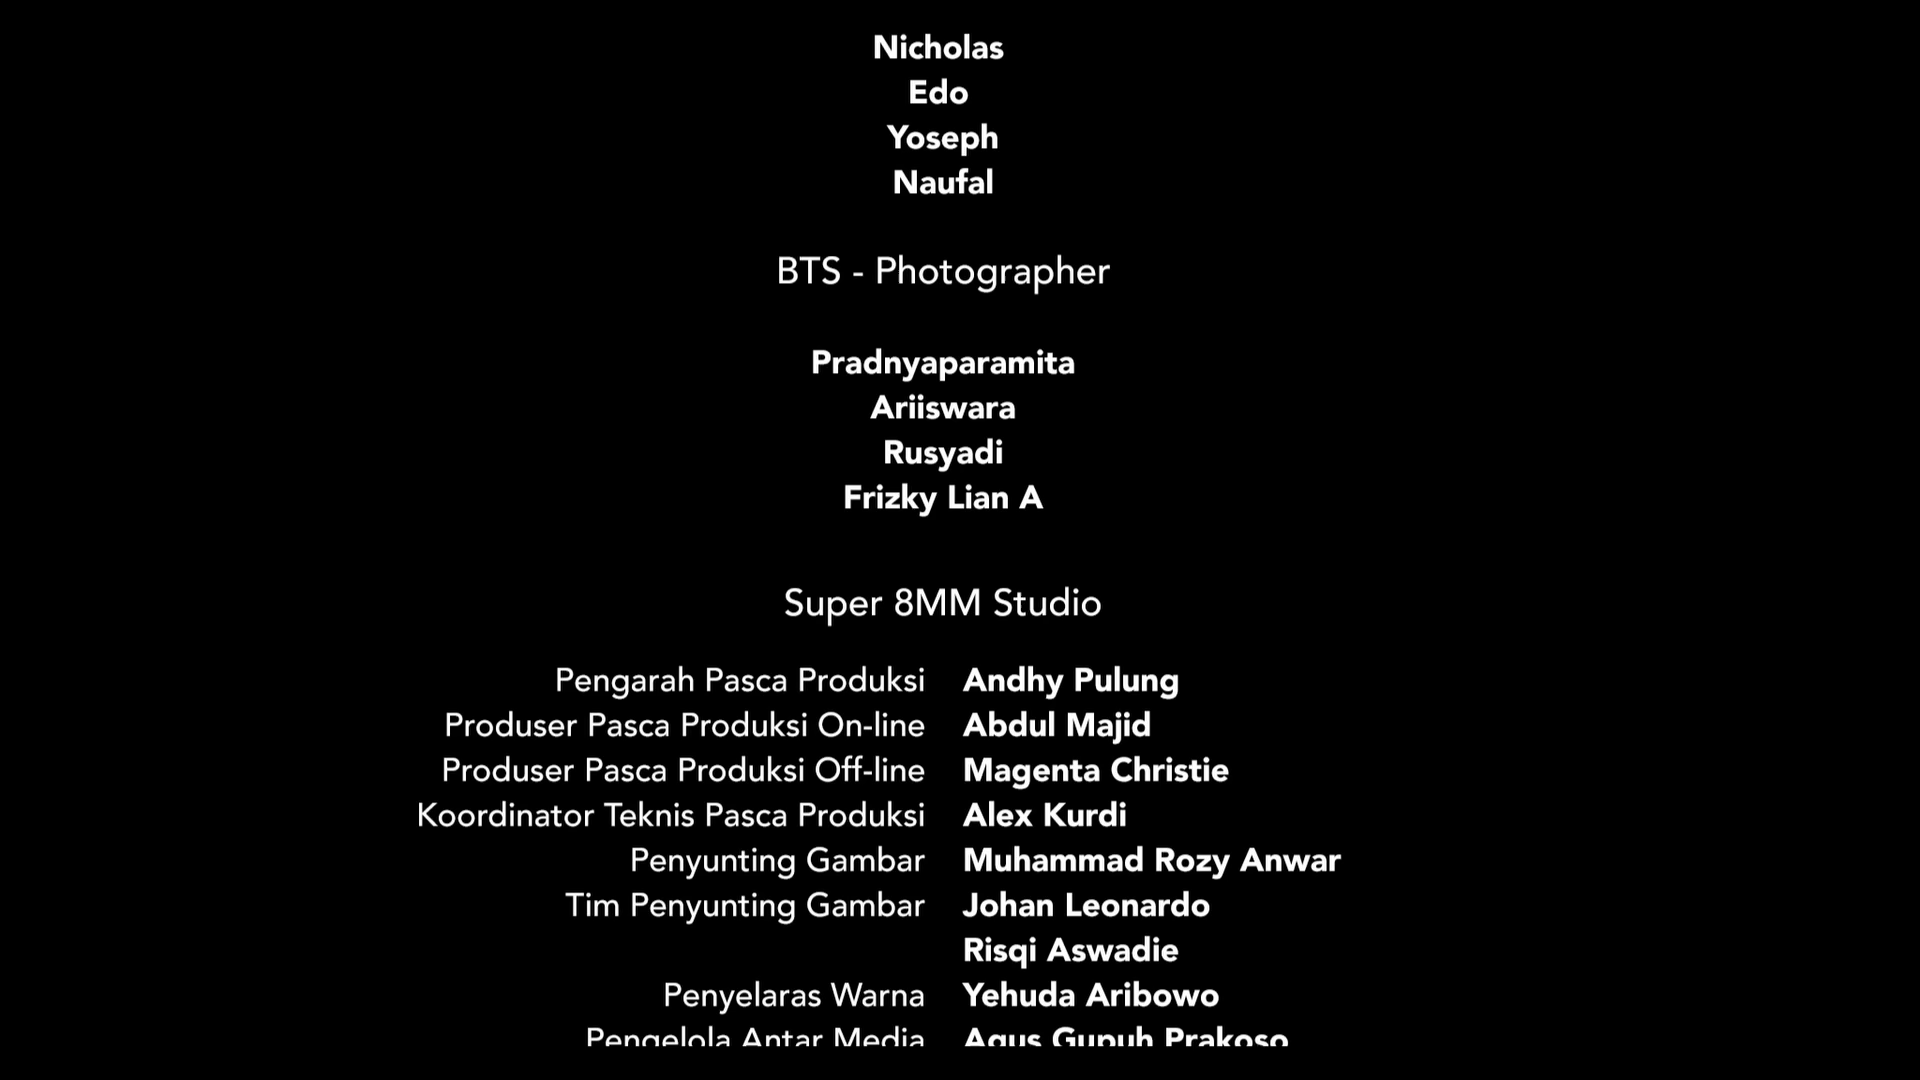 Nicholas
Edo
Yoseph
Naufal
BTS - Photographer
Pradnyaparamita
Ariiswara
Rusyadi
Frizky Lian A
Super 8MM Studio
Pengarah Pasca Produksi Andhy Pulung
Produser Pasca Produksi On-line Abdul Majid
Produser Pasca Produksi Off-line Magenta Christie
Koordinator Teknis Pasca Produksi Alex Kurdi
Penyunting Gambar Muhammad Rozy Anwar
Tim Penyunting Gambar Johan Leonardo
Risqi Aswadie
Penyelaras Warna Yehuda Aribowo
Pengelola Antar Media Agus Gupuh Prakoso